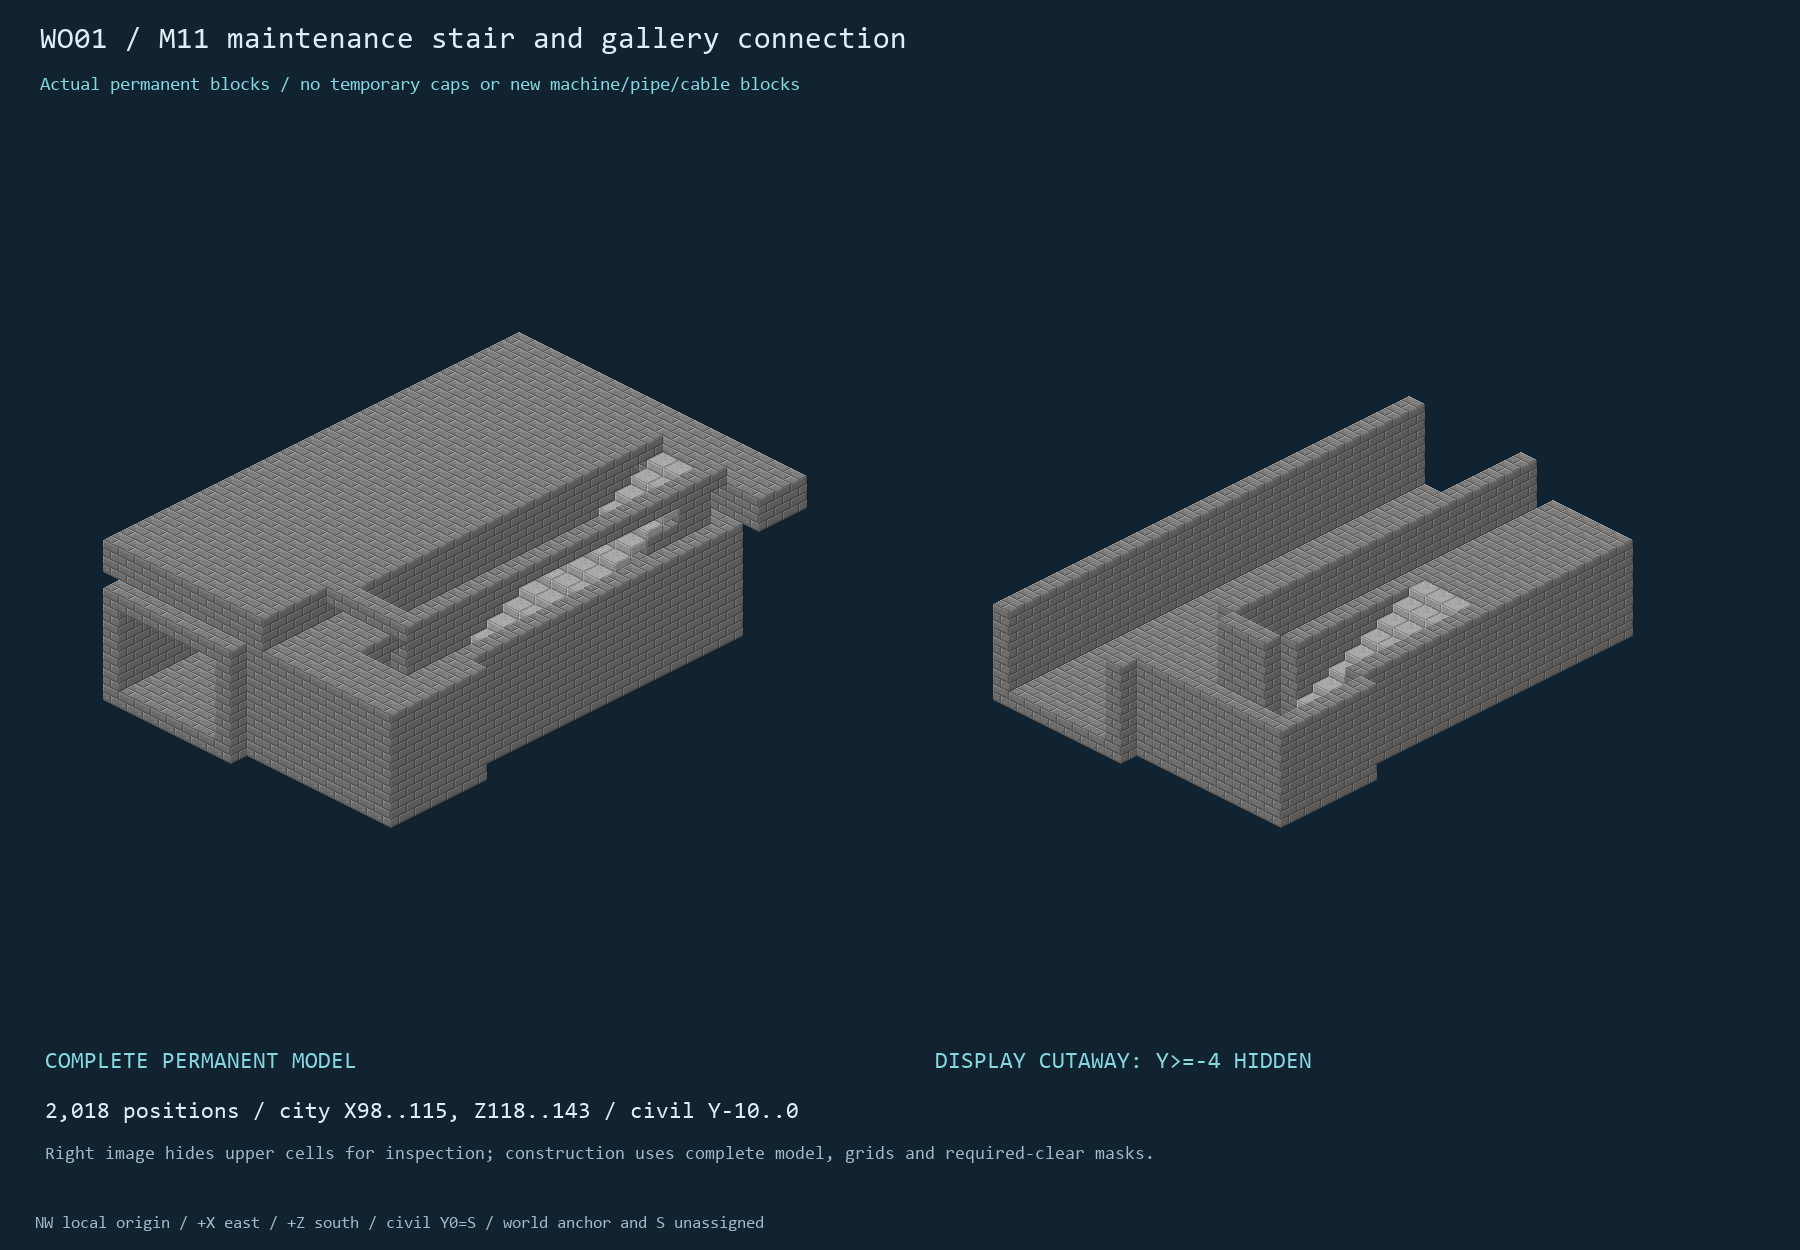 WO01 / M11 maintenance stair and gallery connection
Actual permanent blocks / no temporary caps or new machine/pipe/cable blocks
COMPLETE PERMANENT MODEL
DISPLAY CUTAWAY: Y>=-4 HIDDEN
2,018 positions / city X98..115, Z118..143 / civil Y-10..0
Right image hides upper cells for inspection; construction uses complete model, grids and required-clear masks.
NW local origin / +X east / +Z south / civil Y0=S / world anchor and S unassigned